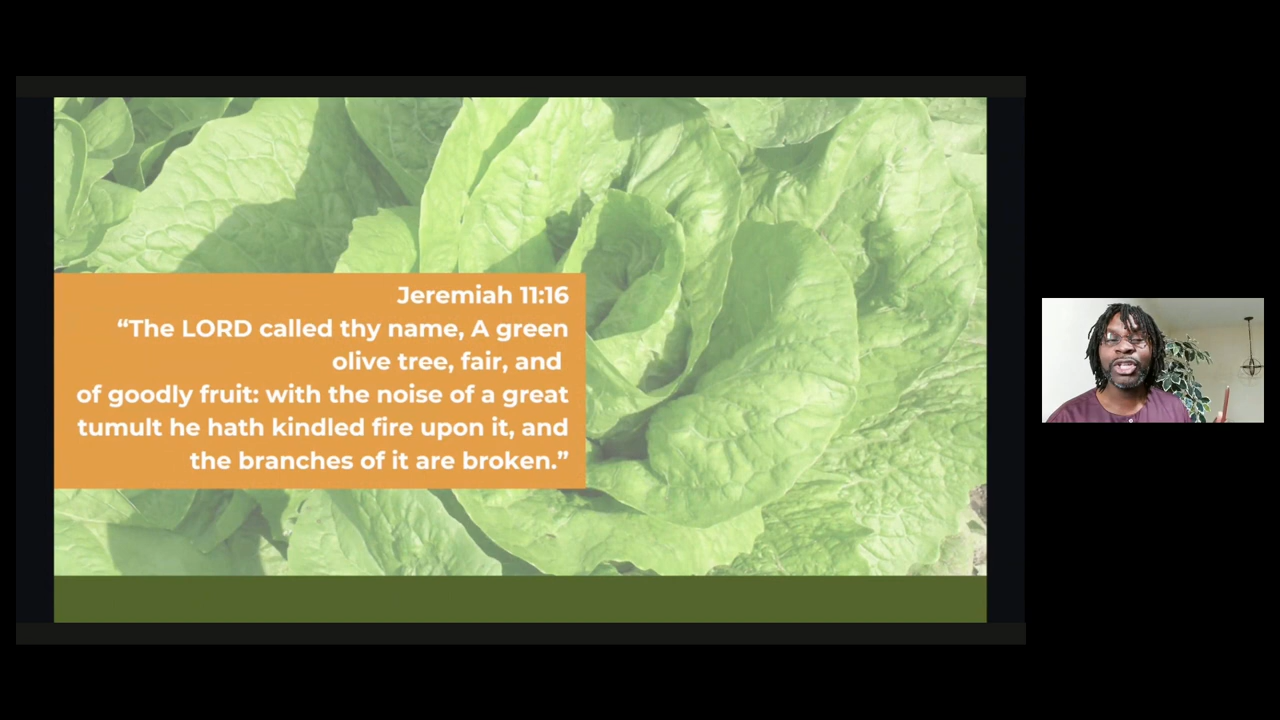 Jeremiah 11:16
“The LORD called thy name, A green
olive tree, fair, and
of goodly fruit: with the noise of a great
tumult he hath kindled fire upon it, and
the branches of it are broken.”